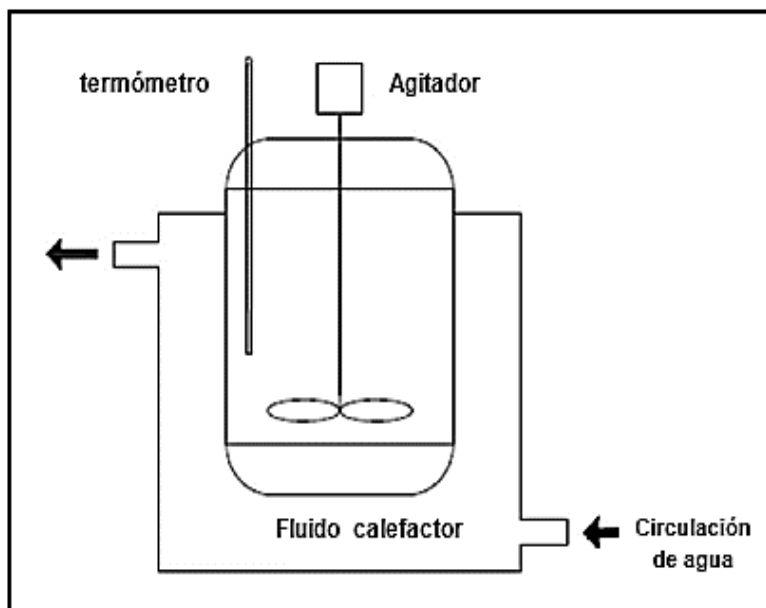 termómetro
Agitador
Fluido calefactor
Circulación
de agua